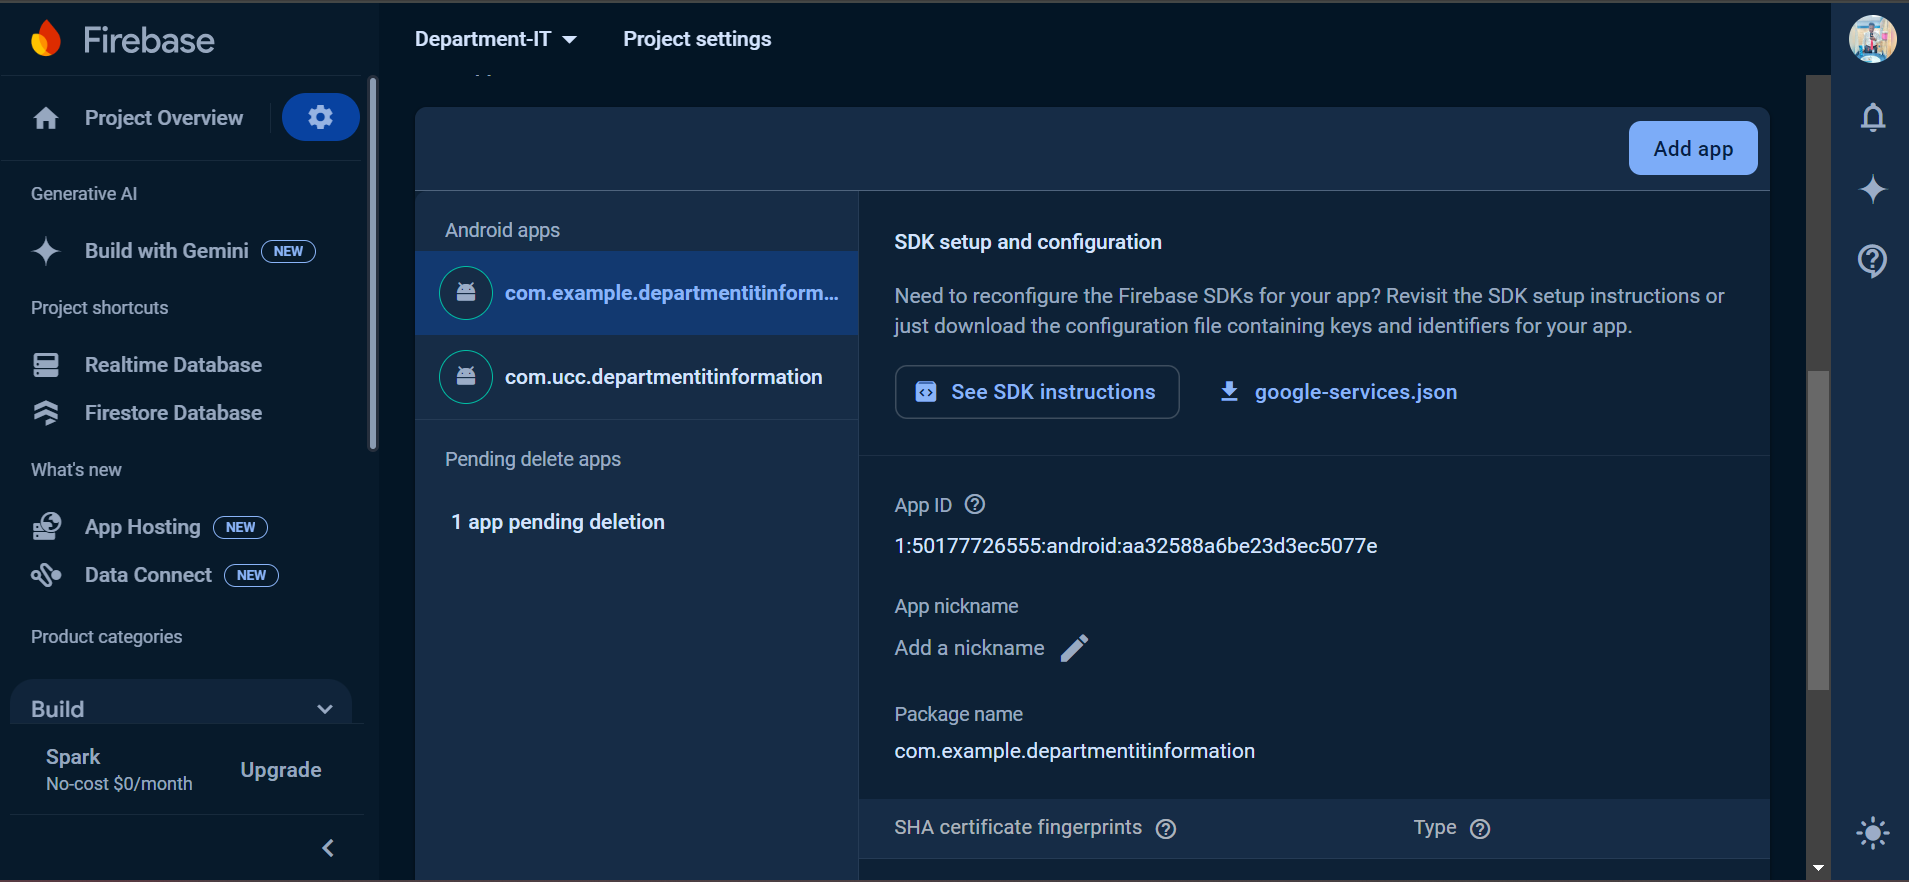 Firebase
Department-IT
Project settings
Project Overview
Generative AI
Build with Gemini NEW
Project shortcuts
Realtime Database
Firestore Database
What's new
App Hosting NEW
Data Connect NEW
Product categories
Build
Spark
No-cost $0/month
Upgrade
Add app
Android apps
com.example.departmentitinform...
com.ucc.departmentitinformation
Pending delete apps
1 app pending deletion
SDK setup and configuration
Need to reconfigure the Firebase SDKs for your app? Revisit the SDK setup instructions or
just download the configuration file containing keys and identifiers for your app.
See SDK instructions
google-services.json
App ID
1:50177726555:android:aa32588a6be23d3ec5077e
App nickname
Add a nickname
Package name
com.example.departmentitinformation
SHA certificate fingerprints
Type